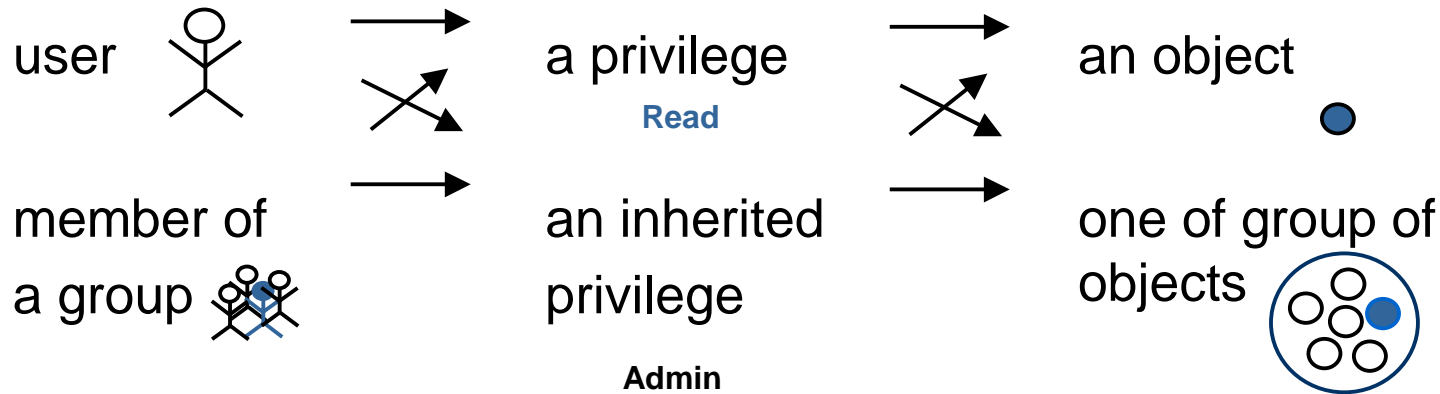 user
a privilege
an object
Read
member of
a group
an inherited
privilege
one of group of
objects
Admin